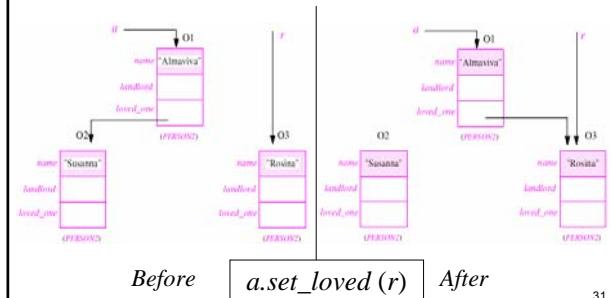 a
O1
name "Almaviva"
landlord
loved_one
(PERSON2)
r
O2
name "Susanna"
landlord
loved_one
(PERSON2)
O3
name "Rosina"
landlord
loved_one
(PERSON2)
a
O1
name "Almaviva"
landlord
loved_one
(PERSON2)
r
O2
name "Susanna"
landlord
loved_one
(PERSON2)
O3
name "Rosina"
landlord
loved_one
(PERSON2)
Before a.set_loved (r) After
31